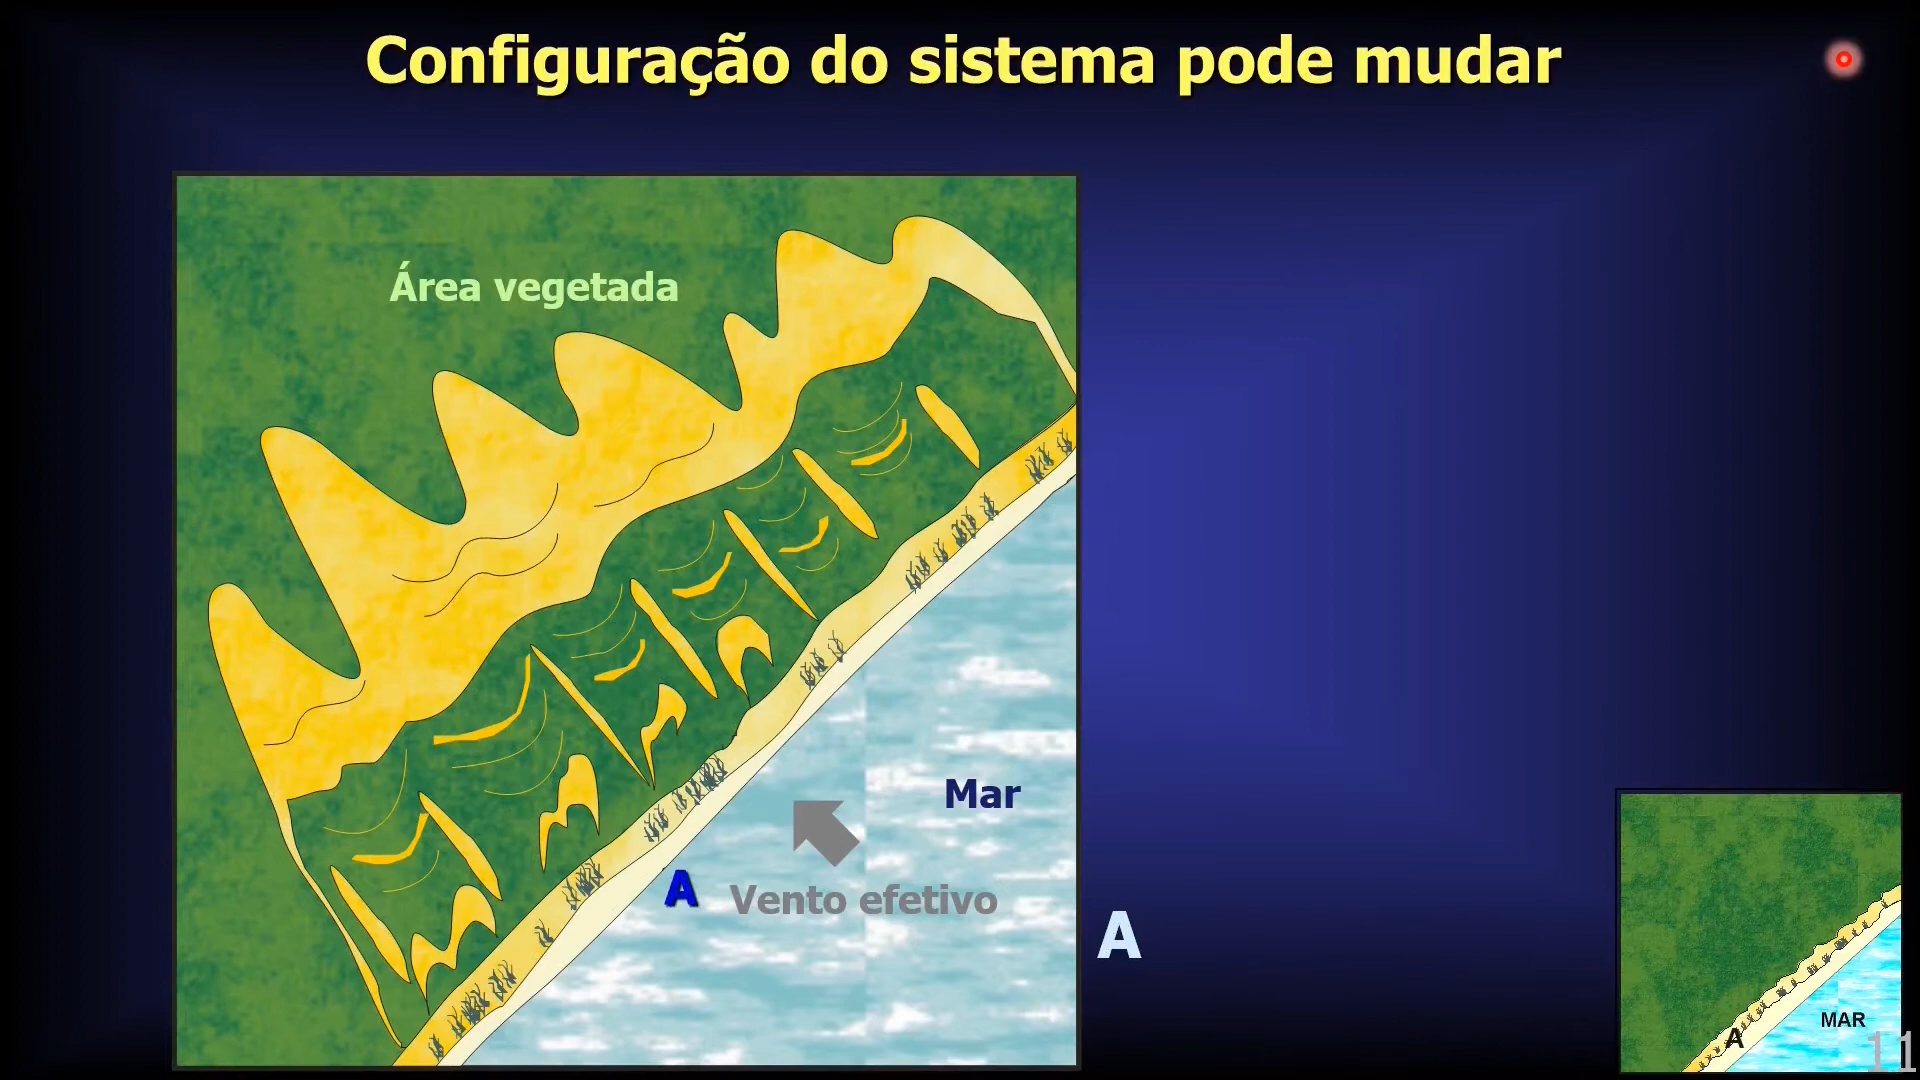 Configuração do sistema pode mudar
Área vegetada
Mar
A
Vento efetivo
A
MAR
A
11